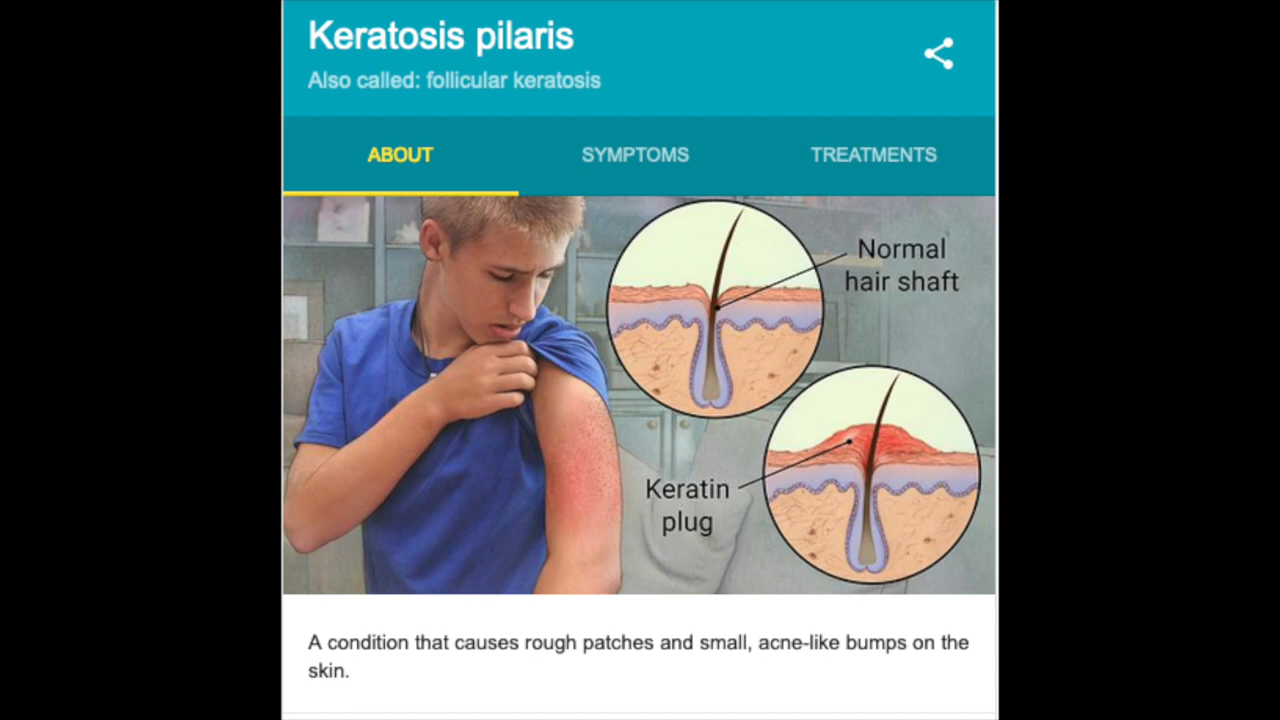 Keratosis pilaris
Also called: follicular keratosis
ABOUT
SYMPTOMS
TREATMENTS
Normal
hair shaft
Keratin
plug
A condition that causes rough patches and small, acne-like bumps on the
skin.